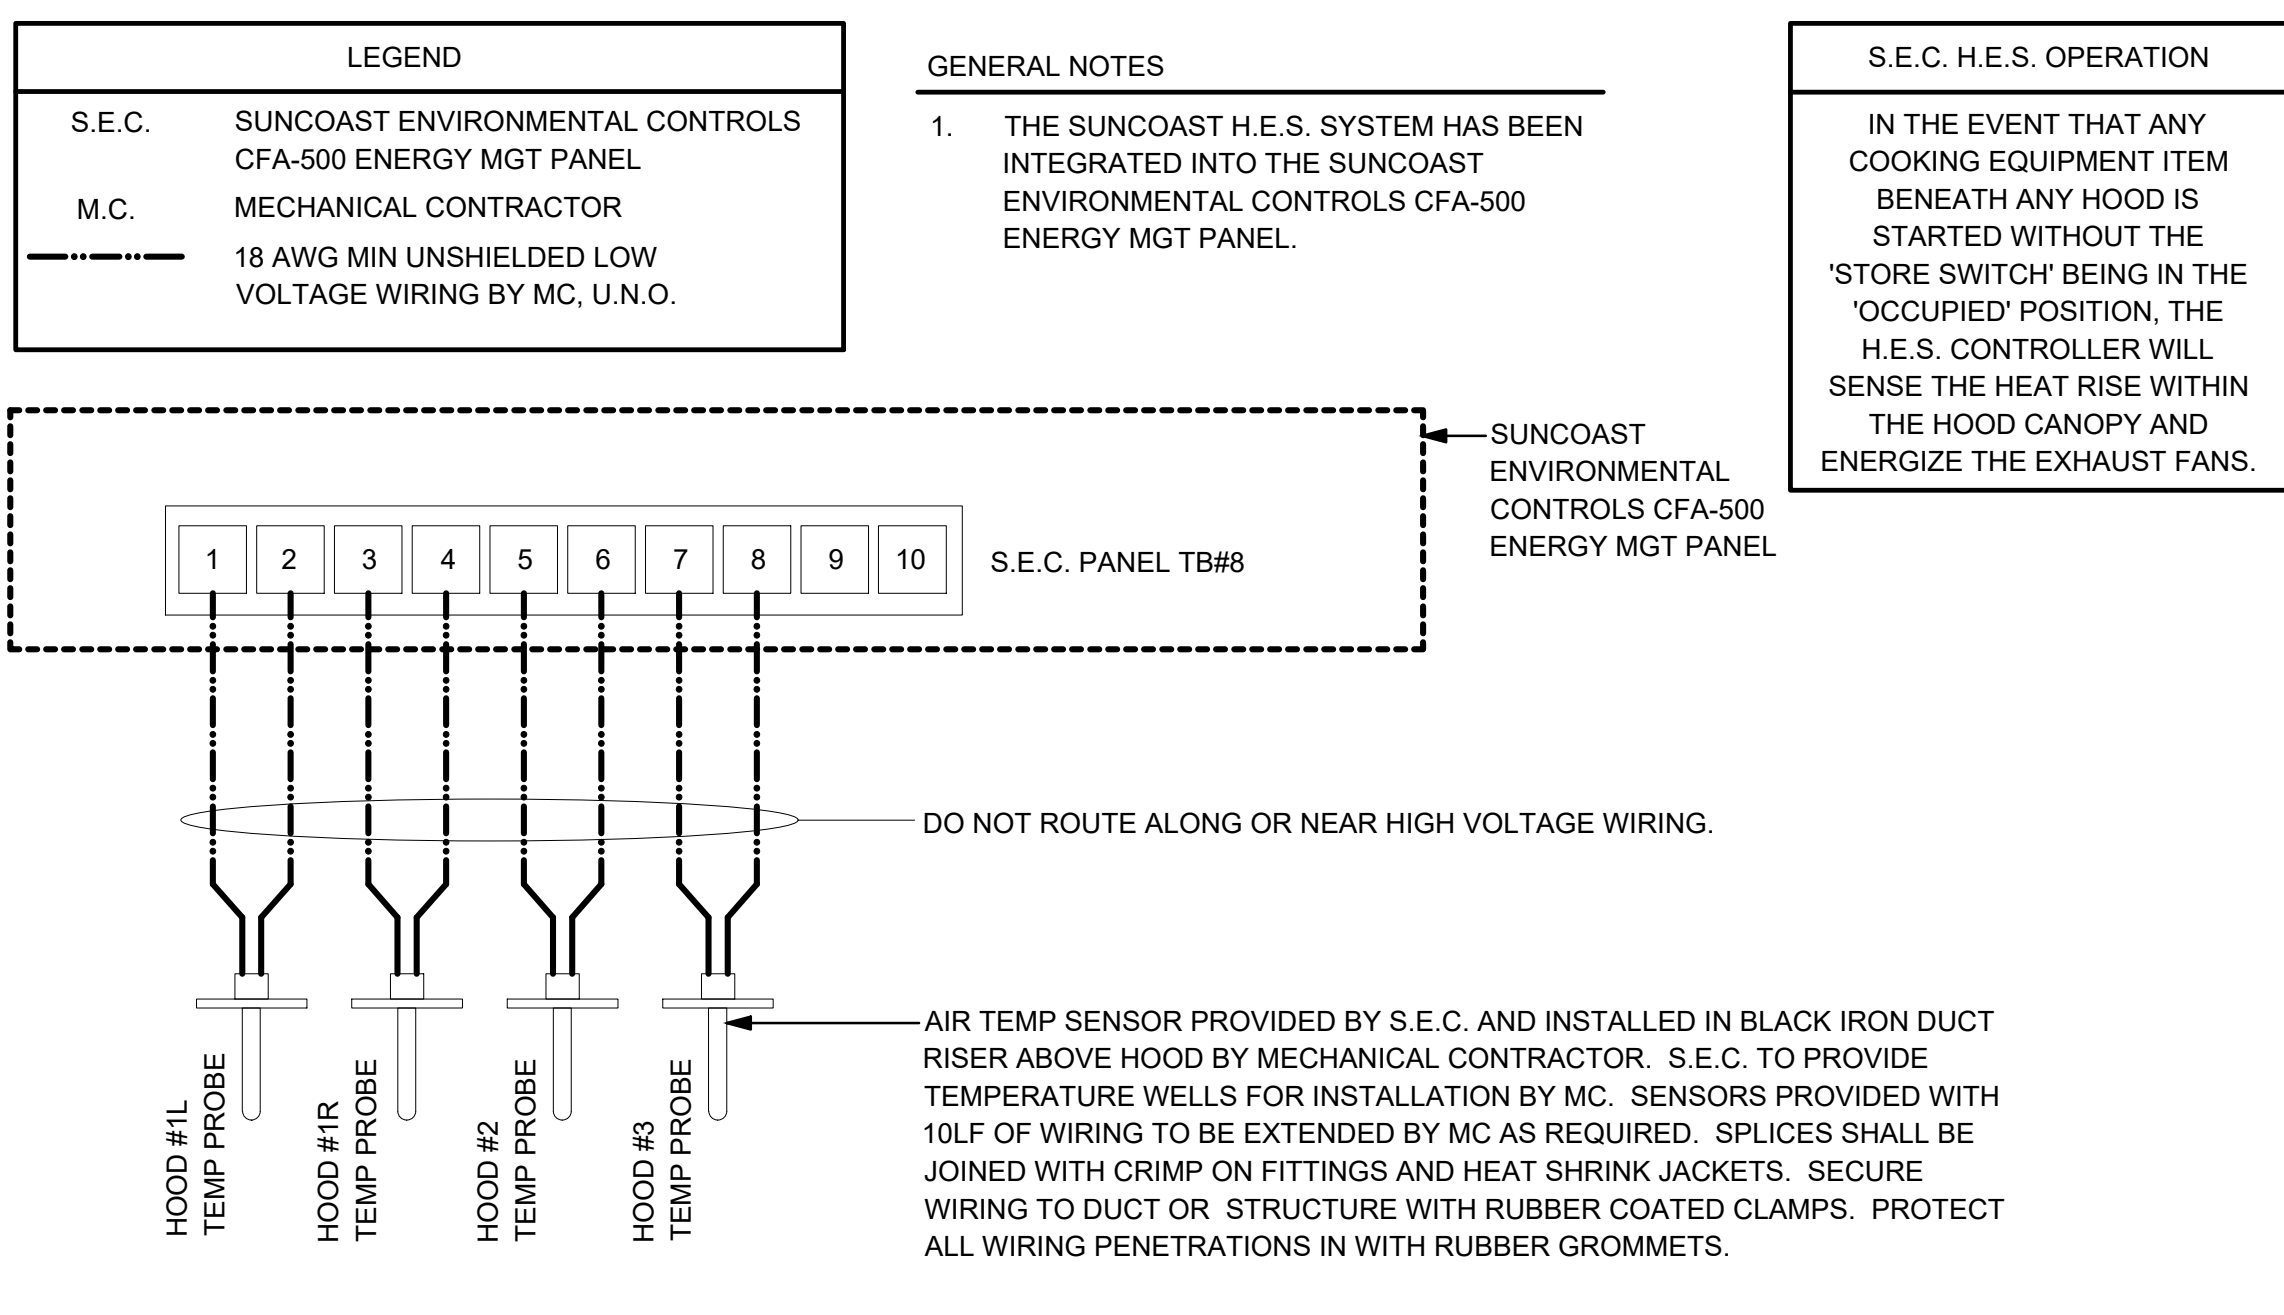 LEGEND
S.E.C. SUNCOAST ENVIRONMENTAL CONTROLS
CFA-500 ENERGY MGT PANEL
M.C. MECHANICAL CONTRACTOR
18 AWG MIN UNSHIELDED LOW
VOLTAGE WIRING BY MC, U.N.O.
GENERAL NOTES
1. THE SUNCOAST H.E.S. SYSTEM HAS BEEN
INTEGRATED INTO THE SUNCOAST
ENVIRONMENTAL CONTROLS CFA-500
ENERGY MGT PANEL.
S.E.C. H.E.S. OPERATION
IN THE EVENT THAT ANY
COOKING EQUIPMENT ITEM
BENEATH ANY HOOD IS
STARTED WITHOUT THE
'STORE SWITCH' BEING IN THE
'OCCUPIED' POSITION, THE
H.E.S. CONTROLLER WILL
SENSE THE HEAT RISE WITHIN
THE HOOD CANOPY AND
ENERGIZE THE EXHAUST FANS.
SUNCOAST
ENVIRONMENTAL
CONTROLS CFA-500
ENERGY MGT PANEL
1 2 3 4 5 6 7 8 9 10
S.E.C. PANEL TB#8
DO NOT ROUTE ALONG OR NEAR HIGH VOLTAGE WIRING.
AIR TEMP SENSOR PROVIDED BY S.E.C. AND INSTALLED IN BLACK IRON DUCT
RISER ABOVE HOOD BY MECHANICAL CONTRACTOR. S.E.C. TO PROVIDE
TEMPERATURE WELLS FOR INSTALLATION BY MC. SENSORS PROVIDED WITH
10LF OF WIRING TO BE EXTENDED BY MC AS REQUIRED. SPLICES SHALL BE
JOINED WITH CRIMP ON FITTINGS AND HEAT SHRINK JACKETS. SECURE
WIRING TO DUCT OR STRUCTURE WITH RUBBER COATED CLAMPS. PROTECT
ALL WIRING PENETRATIONS IN WITH RUBBER GROMMETS.
HOOD #1L
TEMP PROBE
HOOD #1R
TEMP PROBE
HOOD #2
TEMP PROBE
HOOD #3
TEMP PROBE